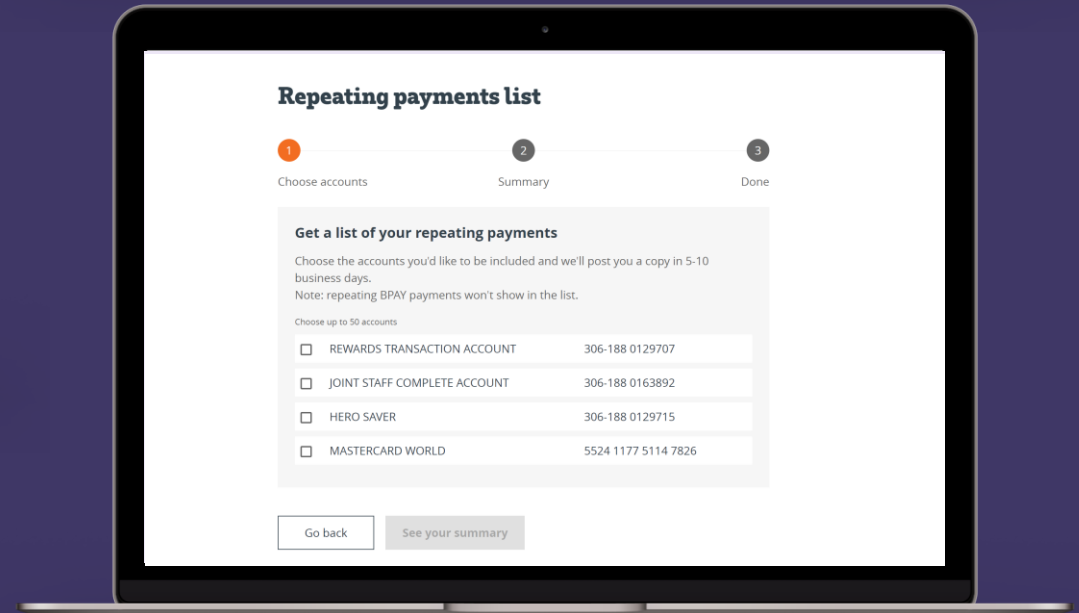 Repeating payments list
1 2 3
Choose accounts Summary Done
Get a list of your repeating payments
Choose the accounts you'd like to be included and we'll post you a copy in 5-10
business days.
Note: repeating BPAY payments won't show in the list.
Choose up to 50 accounts
REWARDS TRANSACTION ACCOUNT 306-188 0129707
JOINT STAFF COMPLETE ACCOUNT 306-188 0163892
HERO SAVER 306-188 0129715
MASTERCARD WORLD 5524 1177 5114 7826
Go back See your summary